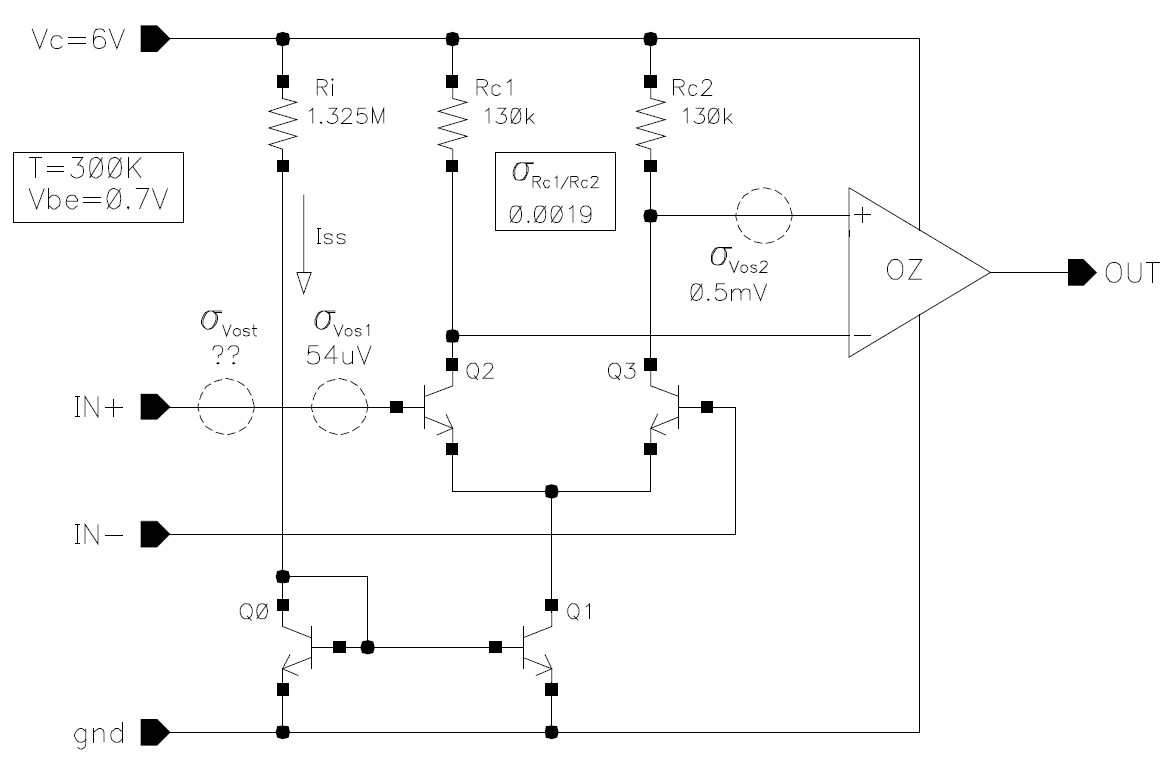 Vc=6V
Ri
1.325M
Rc1
130k
Rc2
130k
T=300K
Vbe=0.7V
σRc1/Rc2
0.0019
Iss
σVos2
0.5mV
+
OZ
−
OUT
σVost
??
σVos1
54uV
Q2
Q3
IN+
IN−
Q0
Q1
gnd